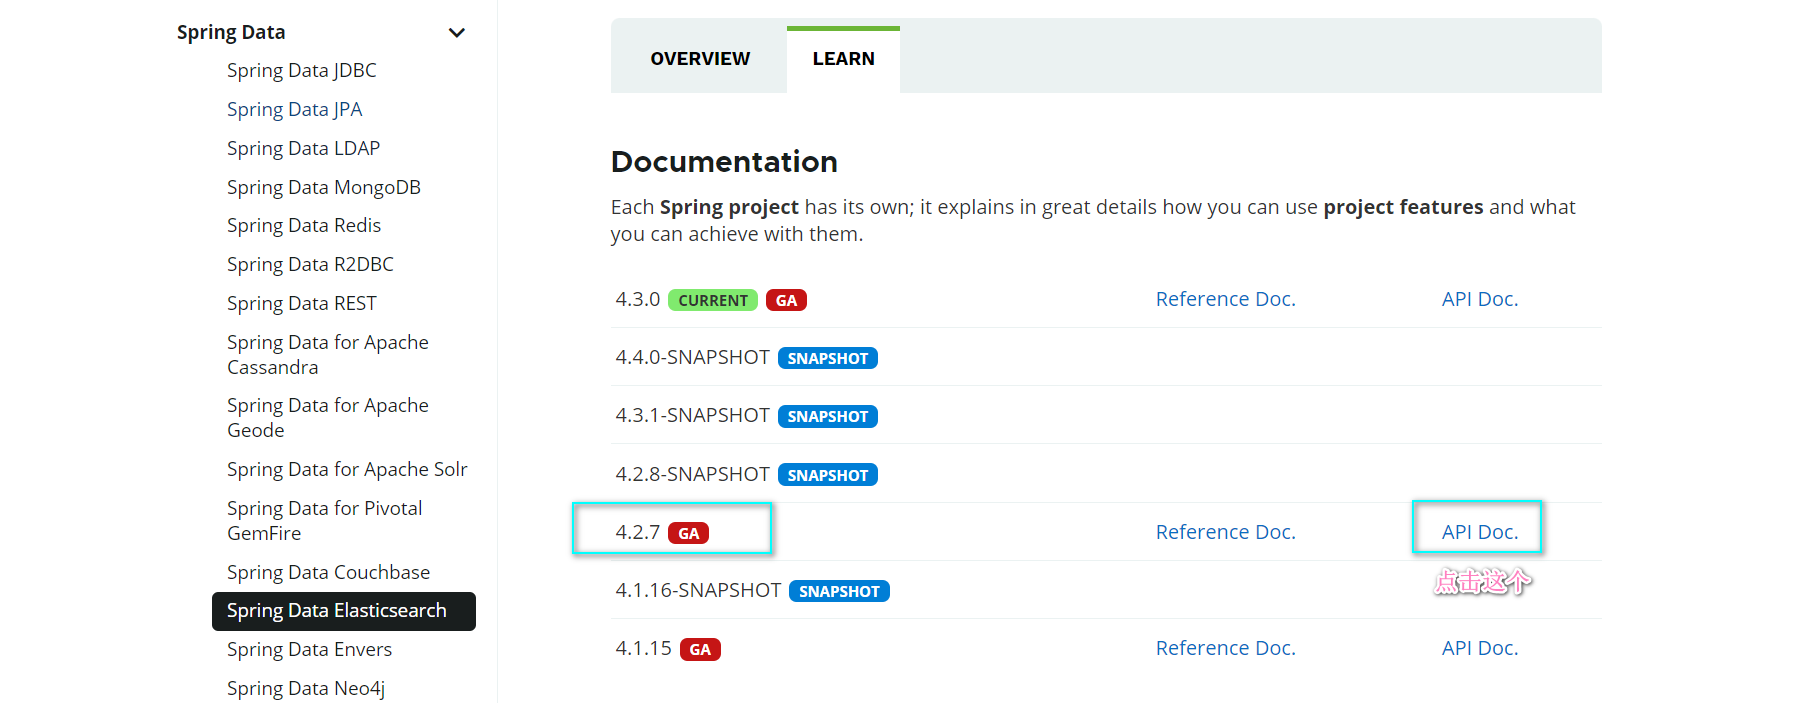 Spring Data
Spring Data JDBC
Spring Data JPA
Spring Data LDAP
Spring Data MongoDB
Spring Data Redis
Spring Data R2DBC
Spring Data REST
Spring Data for Apache
Cassandra
Spring Data for Apache
Geode
Spring Data for Apache Solr
Spring Data for Pivotal
GemFire
Spring Data Couchbase
Spring Data Elasticsearch
Spring Data Envers
Spring Data Neo4j
OVERVIEW LEARN
Documentation
Each Spring project has its own; it explains in great details how you can use project features and what
you can achieve with them.
4.3.0 CURRENT GA Reference Doc. API Doc.
4.4.0-SNAPSHOT SNAPSHOT
4.3.1-SNAPSHOT SNAPSHOT
4.2.8-SNAPSHOT SNAPSHOT
4.2.7 GA Reference Doc. API Doc.
点击这个
4.1.16-SNAPSHOT SNAPSHOT
4.1.15 GA Reference Doc. API Doc.